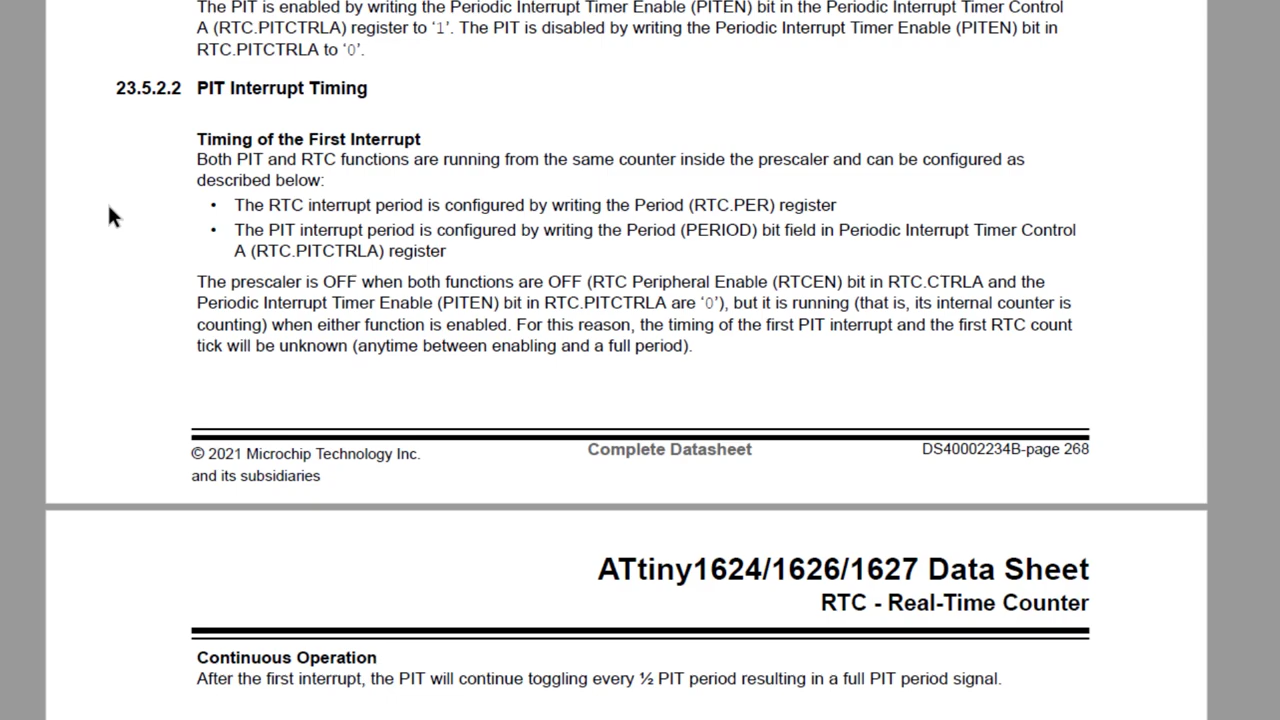 The PIT is enabled by writing the Periodic Interrupt Timer Enable (PITEN) bit in the Periodic Interrupt Timer Control
A (RTC.PITCTRLA) register to ‘1’. The PIT is disabled by writing the Periodic Interrupt Timer Enable (PITEN) bit in
RTC.PITCTRLA to ‘0’.
23.5.2.2 PIT Interrupt Timing
Timing of the First Interrupt
Both PIT and RTC functions are running from the same counter inside the prescaler and can be configured as
described below:
• The RTC interrupt period is configured by writing the Period (RTC.PER) register
• The PIT interrupt period is configured by writing the Period (PERIOD) bit field in Periodic Interrupt Timer Control
A (RTC.PITCTRLA) register
The prescaler is OFF when both functions are OFF (RTC Peripheral Enable (RTCEN) bit in RTC.CTRLA and the
Periodic Interrupt Timer Enable (PITEN) bit in RTC.PITCTRLA are ‘0’), but it is running (that is, its internal counter is
counting) when either function is enabled. For this reason, the timing of the first PIT interrupt and the first RTC count
tick will be unknown (anytime between enabling and a full period).
© 2021 Microchip Technology Inc.
and its subsidiaries
Complete Datasheet
DS40002234B-page 268
ATtiny1624/1626/1627 Data Sheet
RTC - Real-Time Counter
Continuous Operation
After the first interrupt, the PIT will continue toggling every ½ PIT period resulting in a full PIT period signal.